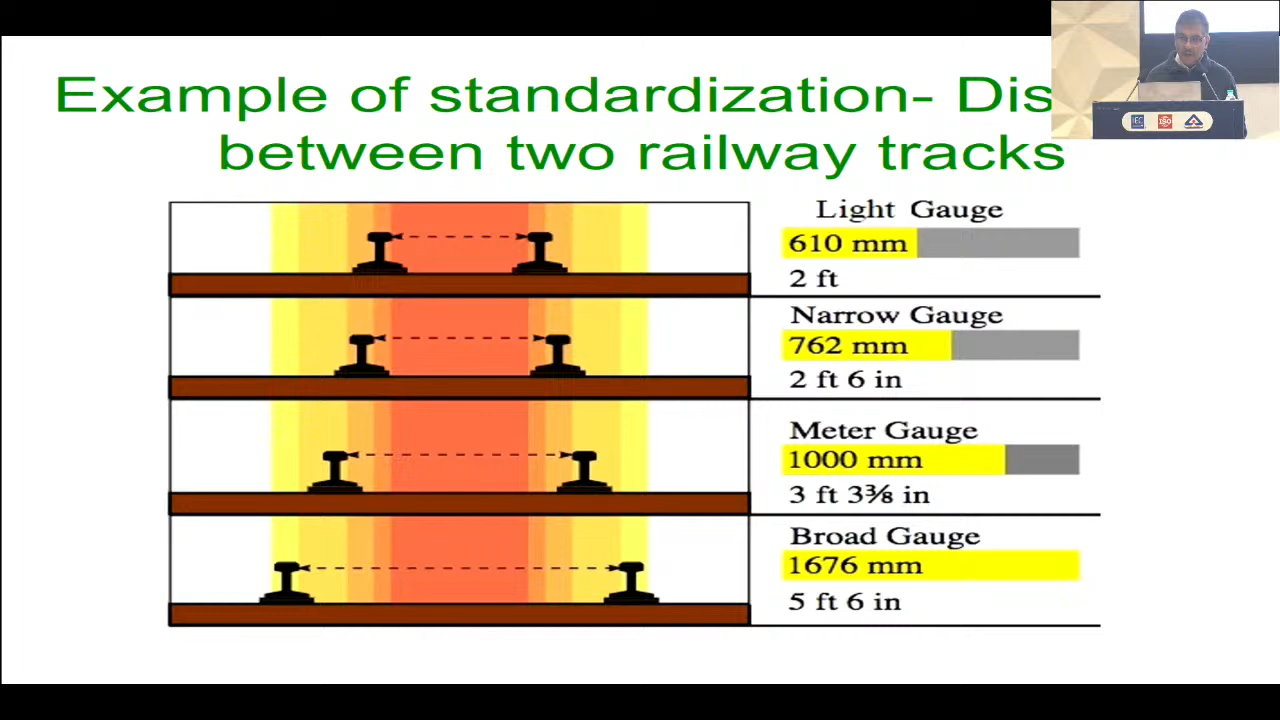 Example of standardization- Dis
between two railway tracks
Light Gauge
610 mm
2 ft
Narrow Gauge
762 mm
2 ft 6 in
Meter Gauge
1000 mm
3 ft 3⅜ in
Broad Gauge
1676 mm
5 ft 6 in
IEC
ISO